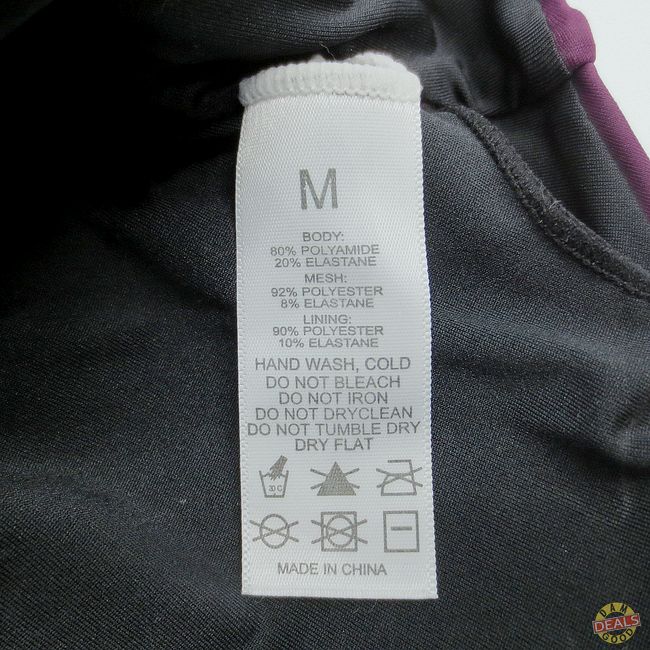 M
BODY:
80% POLYAMIDE
20% ELASTANE
MESH:
92% POLYESTER
8% ELASTANE
LINING:
90% POLYESTER
10% ELASTANE
HAND WASH, COLD
DO NOT BLEACH
DO NOT IRON
DO NOT DRYCLEAN
DO NOT TUMBLE DRY
DRY FLAT
30 C
MADE IN CHINA
DAM
DEALS
GOOD